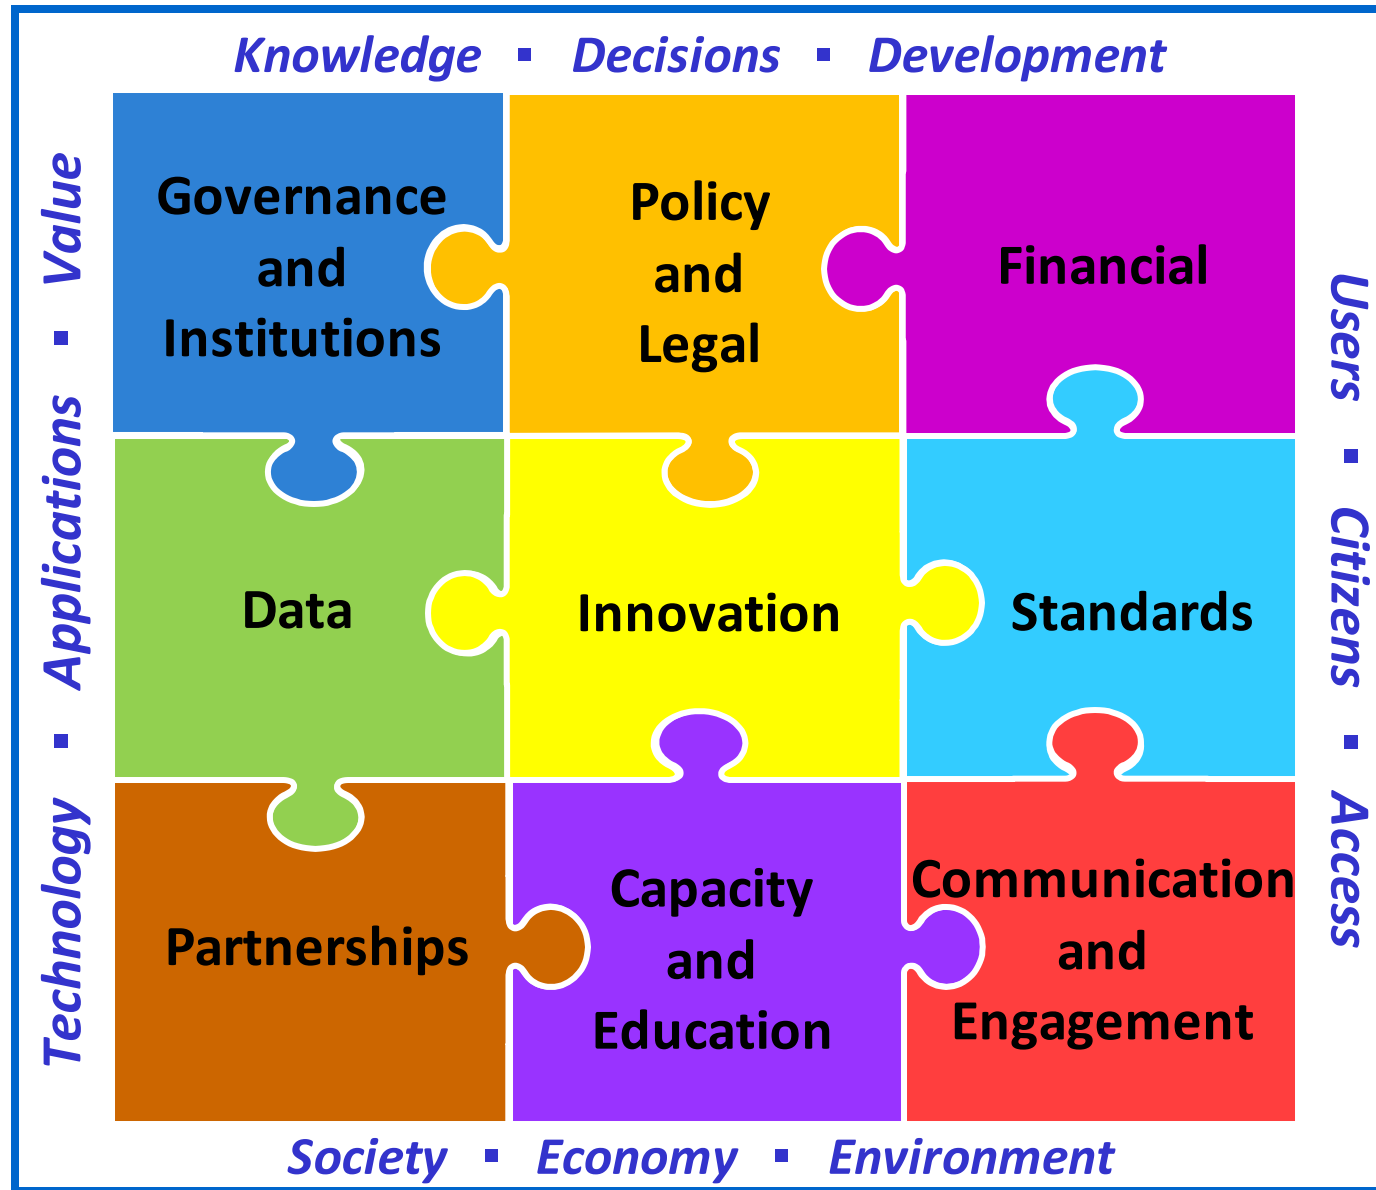 Knowledge ▪ Decisions ▪ Development
Governance
and
Institutions
Policy
and
Legal
Financial
Data
Innovation
Standards
Partnerships
Capacity
and
Education
Communication
and
Engagement
Technology ▪ Applications ▪ Value
Users ▪ Citizens ▪ Access
Society ▪ Economy ▪ Environment